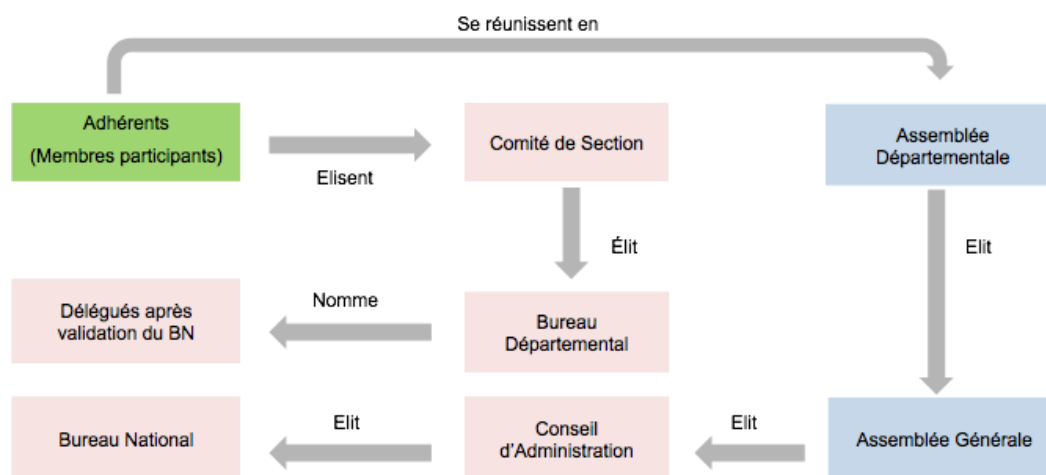 Se réunissent en
Adhérents
(Membres participants)
Elisent
Comité de Section
Assemblée
Départementale
Élit
Elit
Délégués après
validation du BN
Nomme
Bureau
Départemental
Bureau National
Elit
Conseil
d'Administration
Elit
Assemblée Générale